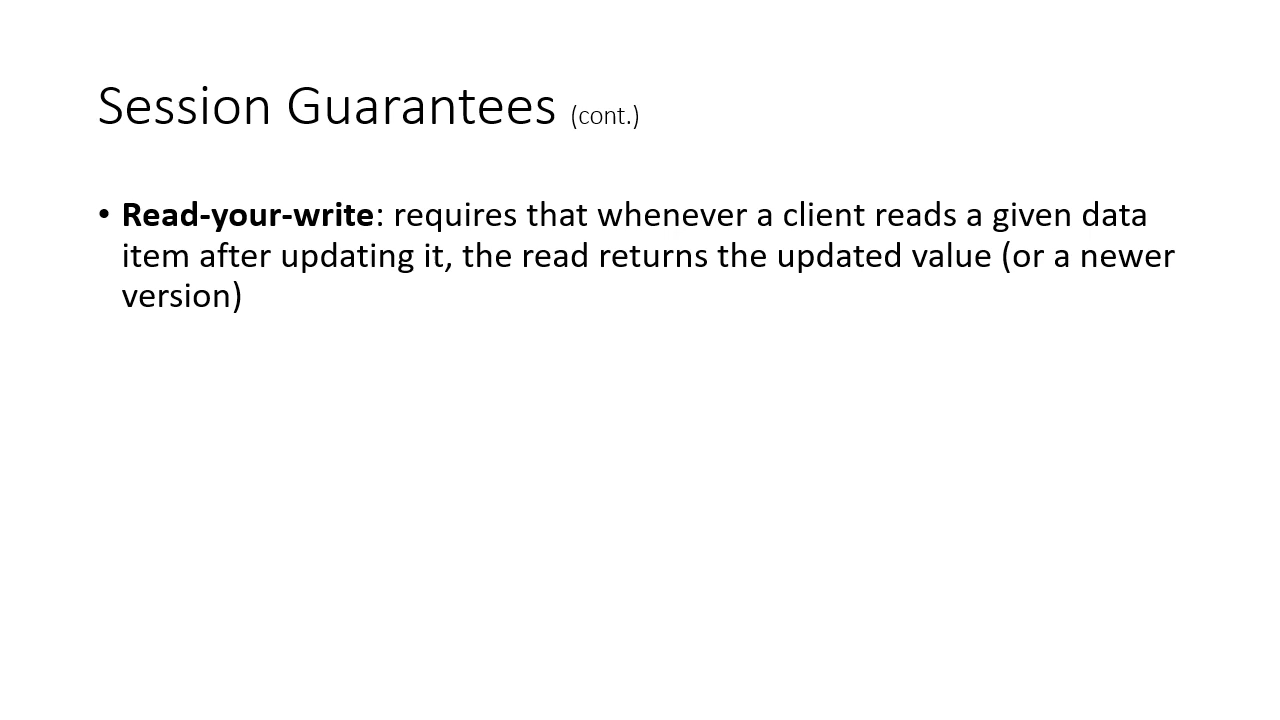 Session Guarantees (cont.)
• Read-your-write: requires that whenever a client reads a given data
item after updating it, the read returns the updated value (or a newer
version)